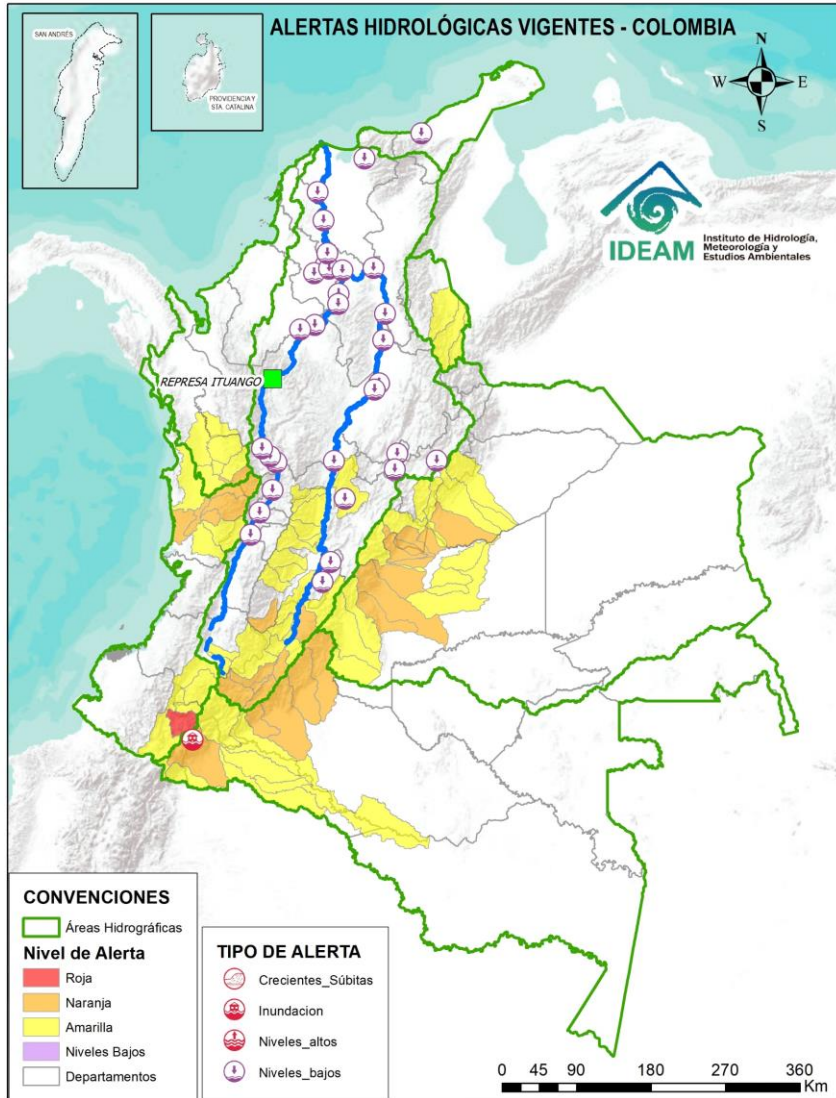 ALERTAS HIDROLÓGICAS VIGENTES - COLOMBIA
SAN ANDRÉS
PROVIDENCIA Y
STA. CATALINA
N
W
E
S
IDEAM
Instituto de Hidrología,
Meteorología y
Estudios Ambientales
REPRESA ITUANGO
CONVENCIONES
Áreas Hidrográficas
Nivel de Alerta
Roja
Naranja
Amarilla
Niveles Bajos
Departamentos
TIPO DE ALERTA
Crecientes_Súbitas
Inundacion
Niveles_altos
Niveles_bajos
0 45 90 180 270 360
Km